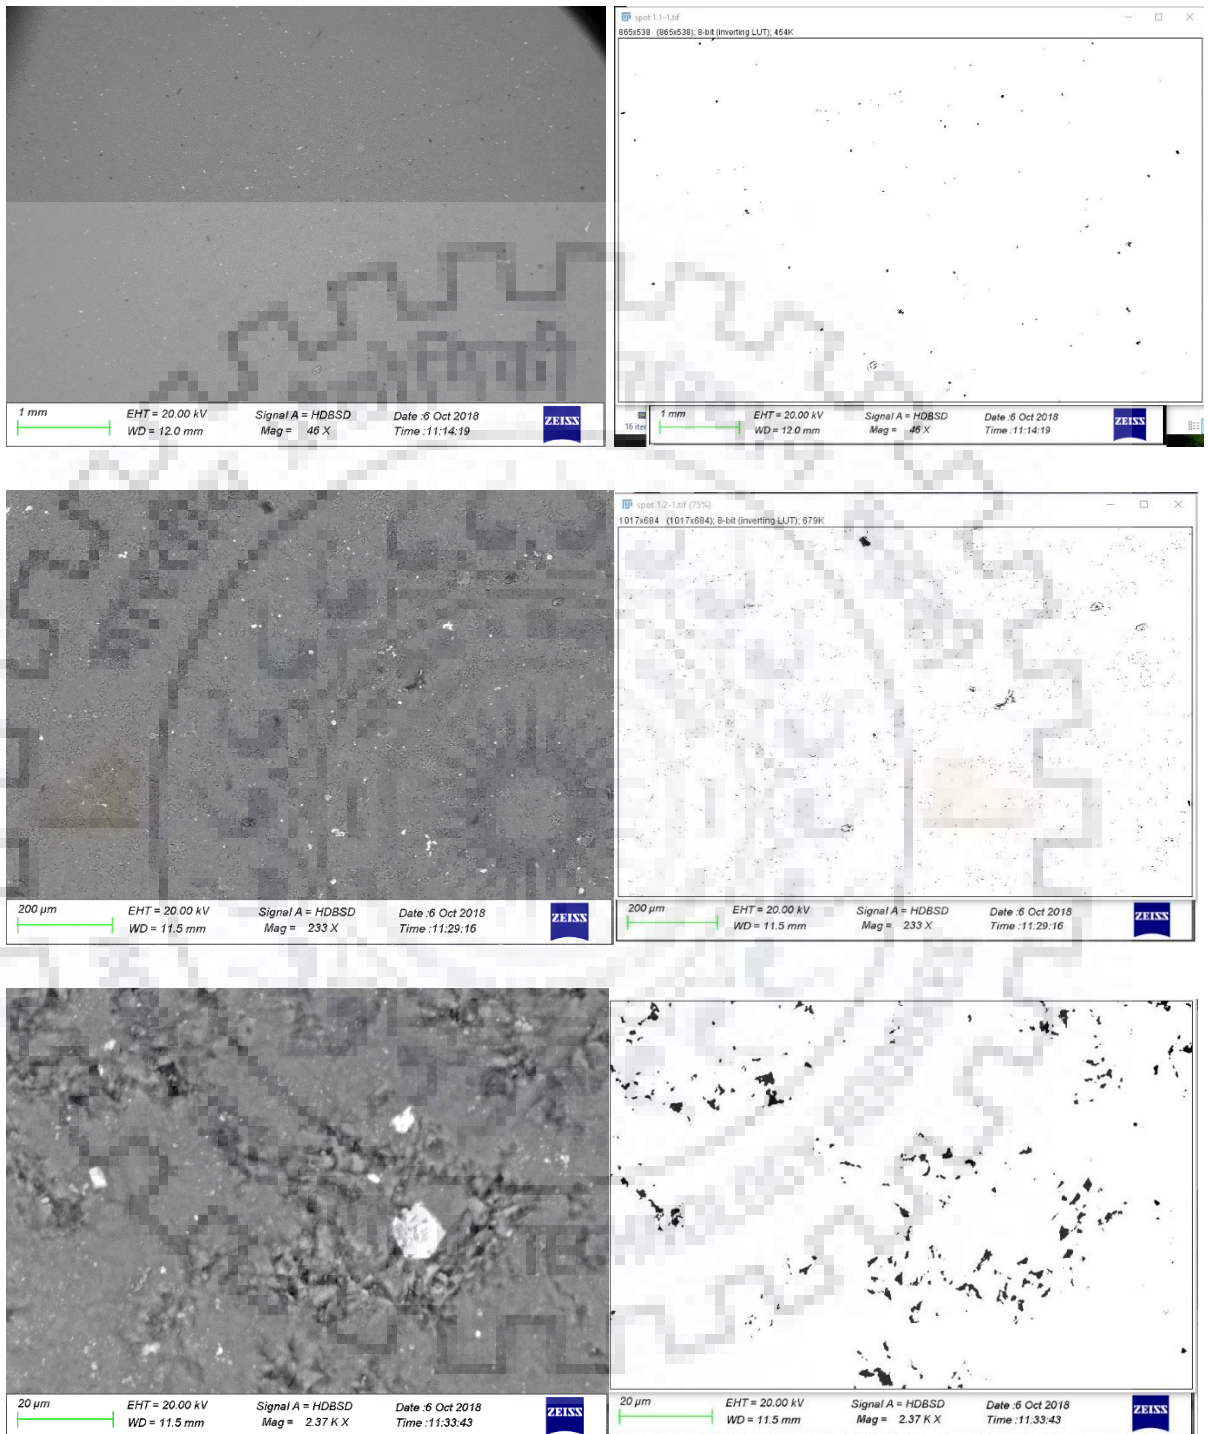 spot 1.1-1.tif
865x538 (865x538); 8-bit (inverting LUT); 454K
1 mm
EHT = 20.00 kV
Signal A = HDBSD
Date :6 Oct 2018
WD = 12.0 mm
Mag = 46 X
Time :11:14:19
ZEISS
16 ite
1 mm
EHT = 20.00 kV
Signal A = HDBSD
Date :6 Oct 2018
WD = 12.0 mm
Mag = 46 X
Time :11:14:19
ZEISS
spot 1.2-1.tif (75%)
1017x684 (1017x684); 8-bit (inverting LUT); 679K
200 µm
EHT = 20.00 kV
Signal A = HDBSD
Date :6 Oct 2018
WD = 11.5 mm
Mag = 233 X
Time :11:29:16
ZEISS
200 µm
EHT = 20.00 kV
Signal A = HDBSD
Date :6 Oct 2018
WD = 11.5 mm
Mag = 233 X
Time :11:29:16
ZEISS
20 µm
EHT = 20.00 kV
Signal A = HDBSD
Date :6 Oct 2018
WD = 11.5 mm
Mag = 2.37 K X
Time :11:33:43
ZEISS
20 µm
EHT = 20.00 kV
Signal A = HDBSD
Date :6 Oct 2018
WD = 11.5 mm
Mag = 2.37 K X
Time :11:33:43
ZEISS